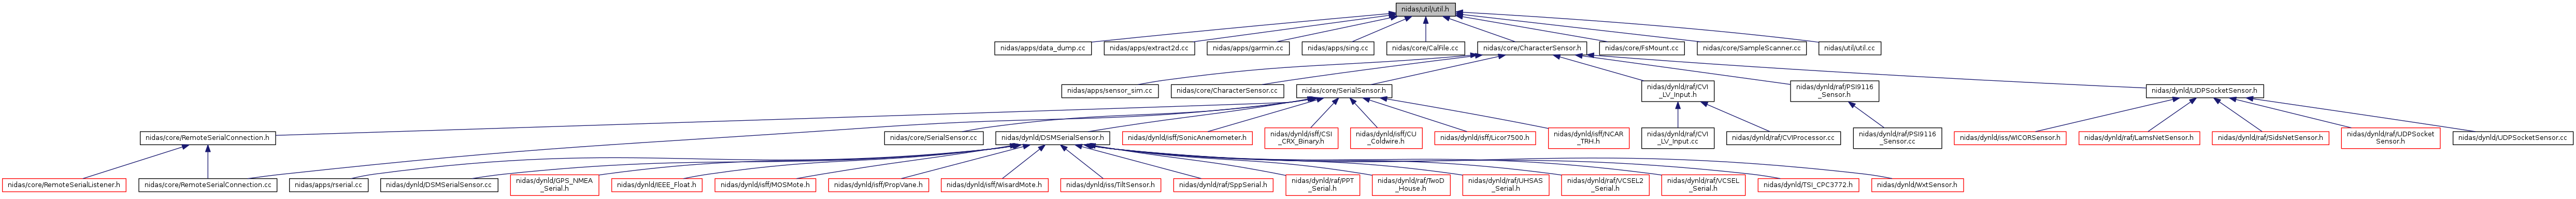 nidas/util/util.h
nidas/apps/data_dump.cc
nidas/apps/extract2d.cc
nidas/apps/garmin.cc
nidas/apps/sing.cc
nidas/core/CalFile.cc
nidas/core/CharacterSensor.h
nidas/core/FsMount.cc
nidas/core/SampleScanner.cc
nidas/util/util.cc
nidas/apps/sensor_sim.cc
nidas/core/CharacterSensor.cc
nidas/core/SerialSensor.h
nidas/dynld/raf/CVI
_LV_Input.h
nidas/dynld/raf/PSI9116
_Sensor.h
nidas/dynld/UDPSocketSensor.h
nidas/core/RemoteSerialConnection.h
nidas/core/SerialSensor.cc
nidas/dynld/DSMSerialSensor.h
nidas/dynld/isff/SonicAnemometer.h
nidas/dynld/isff/CSI
_CRX_Binary.h
nidas/dynld/isff/CU
_Coldwire.h
nidas/dynld/isff/Licor7500.h
nidas/dynld/isff/NCAR
_TRH.h
nidas/dynld/raf/CVI
_LV_Input.cc
nidas/dynld/raf/CVIProcessor.cc
nidas/dynld/raf/PSI9116
_Sensor.cc
nidas/dynld/iss/WICORSensor.h
nidas/dynld/raf/LamsNetSensor.h
nidas/dynld/raf/SidsNetSensor.h
nidas/dynld/raf/UDPSocket
Sensor.h
nidas/dynld/UDPSocketSensor.cc
nidas/core/RemoteSerialListener.h
nidas/core/RemoteSerialConnection.cc
nidas/apps/rserial.cc
nidas/dynld/DSMSerialSensor.cc
nidas/dynld/GPS_NMEA
_Serial.h
nidas/dynld/IEEE_Float.h
nidas/dynld/isff/MOSMote.h
nidas/dynld/isff/PropVane.h
nidas/dynld/isff/WisardMote.h
nidas/dynld/iss/TiltSensor.h
nidas/dynld/raf/SppSerial.h
nidas/dynld/raf/PPT
_Serial.h
nidas/dynld/raf/TwoD
_House.h
nidas/dynld/raf/UHSAS
_Serial.h
nidas/dynld/raf/VCSEL2
_Serial.h
nidas/dynld/raf/VCSEL
_Serial.h
nidas/dynld/TSI_CPC3772.h
nidas/dynld/WxtSensor.h